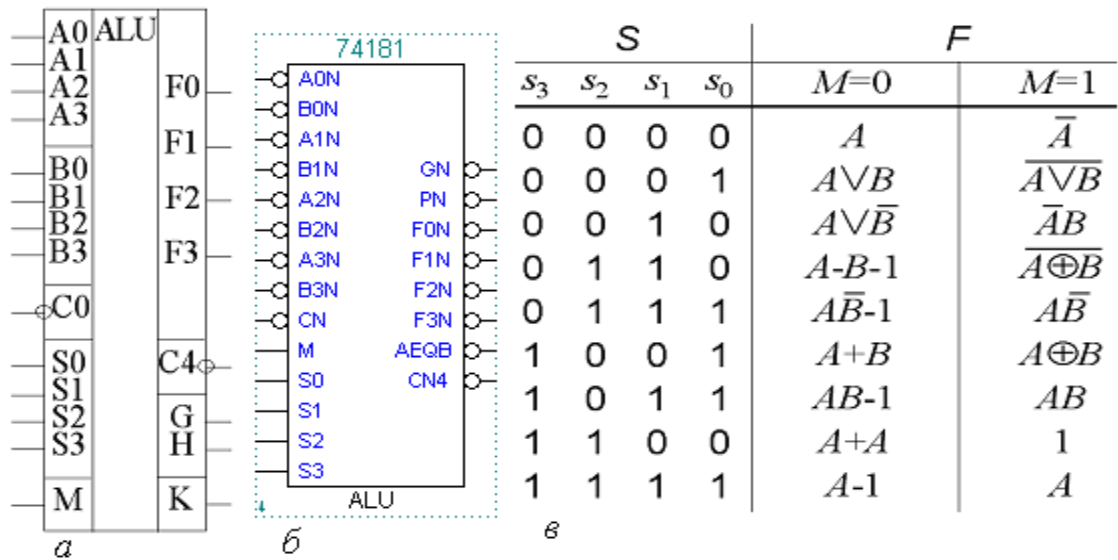 A0 ALU
A1
A2
A3
B0
B1
B2
B3
C0
S0
S1
S2
S3
M
F0
F1
F2
F3
C4
G
H
K
а
74181
A0N
B0N
A1N
B1N
A2N
B2N
A3N
B3N
CN
M
S0
S1
S2
S3
GN
PN
F0N
F1N
F2N
F3N
AEQB
CN4
4
ALU
б
S F
s₃ s₂ s₁ s₀ M=0 M=1
0 0 0 0 A A̅
0 0 0 1 A∨B \overline{A∨B}
0 0 1 0 A∨B̅ A̅B
0 1 1 0 A-B-1 \overline{A⊕B}
0 1 1 1 AB̅-1 AB̅
1 0 0 1 A+B A⊕B
1 0 1 1 AB-1 AB
1 1 0 0 A+A 1
1 1 1 1 A-1 A
в